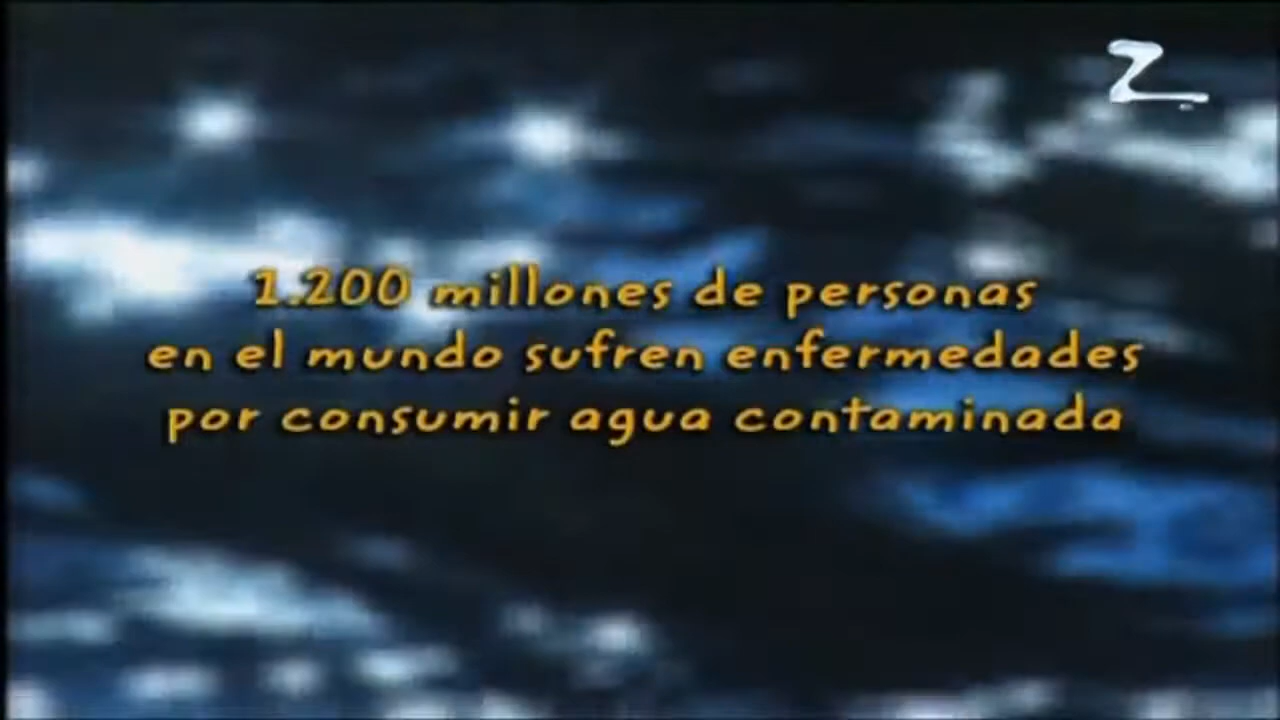 Z
1.200 millones de personas
en el mundo sufren enfermedades
por consumir agua contaminada